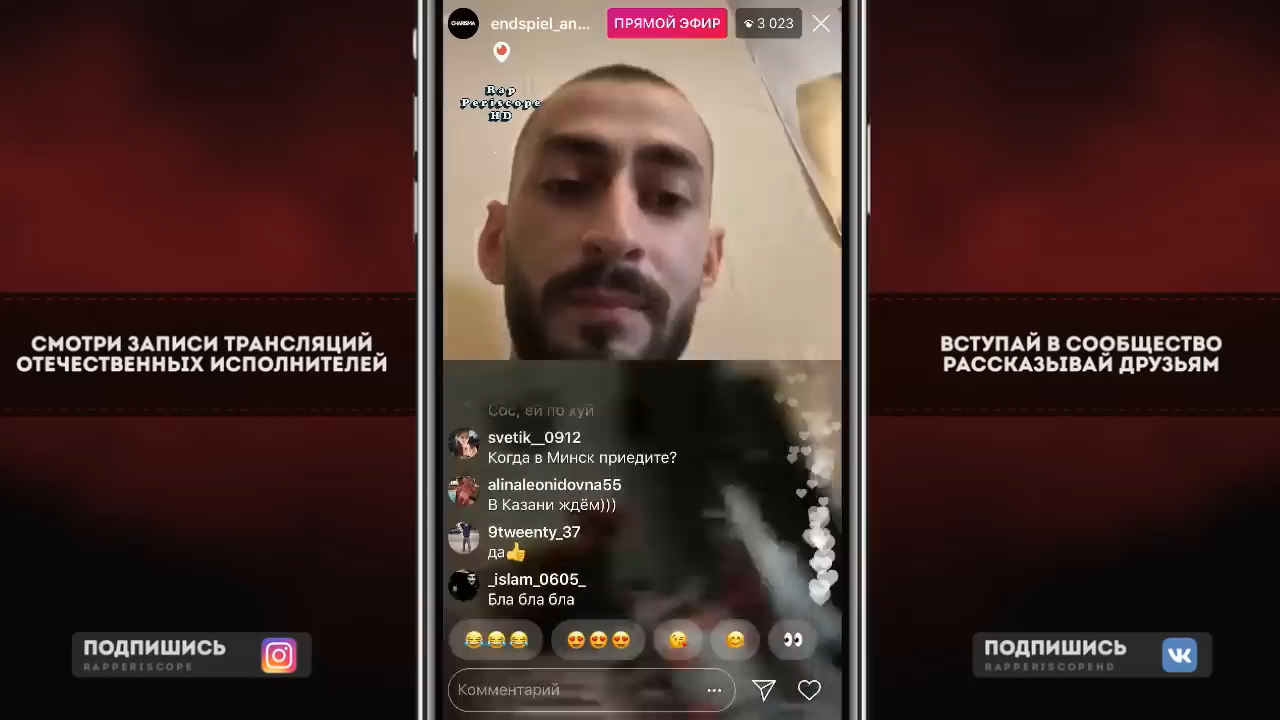 CHARISMA
endspiel_an...
ПРЯМОЙ ЭФИР
3 023
Rap
Periscope
HD
СМОТРИ ЗАПИСИ ТРАНСЛЯЦИЙ
ОТЕЧЕСТВЕННЫХ ИСПОЛНИТЕЛЕЙ
ВСТУПАЙ В СООБЩЕСТВО
РАССКАЗЫВАЙ ДРУЗЬЯМ
Сос, ей по хуй
svetik__0912
Когда в Минск приедите?
alinaleonidovna55
В Казани ждём)))
9tweenty_37
да👍
_islam_0605_
Бла бла бла
😂😂😂 😍😍😍 😘 😊 👀
Комментарий ...
ПОДПИШИСЬ
RAPPERISCOPE
ПОДПИШИСЬ
RAPPERISCOPEHD